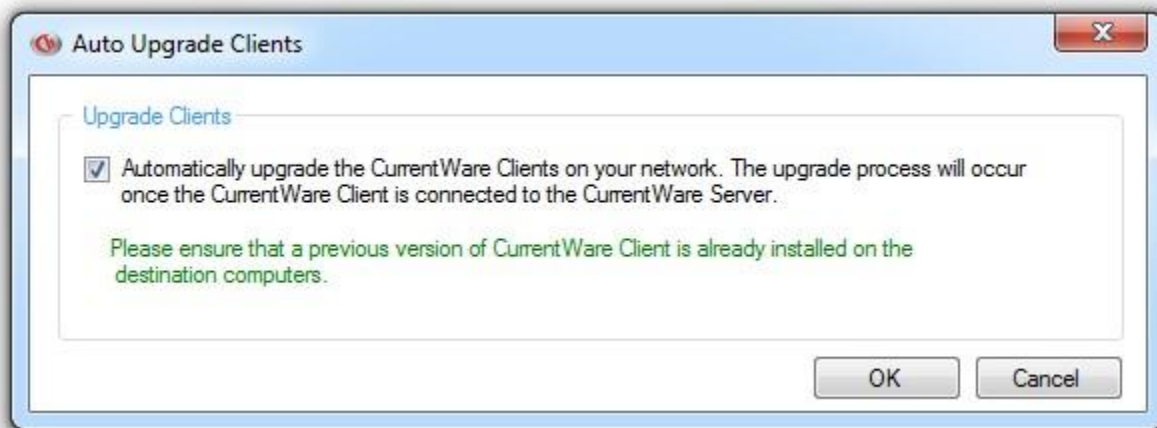 Auto Upgrade Clients
Upgrade Clients
Automatically upgrade the CurrentWare Clients on your network. The upgrade process will occur
once the CurrentWare Client is connected to the CurrentWare Server.
Please ensure that a previous version of CurrentWare Client is already installed on the
destination computers.
OK
Cancel